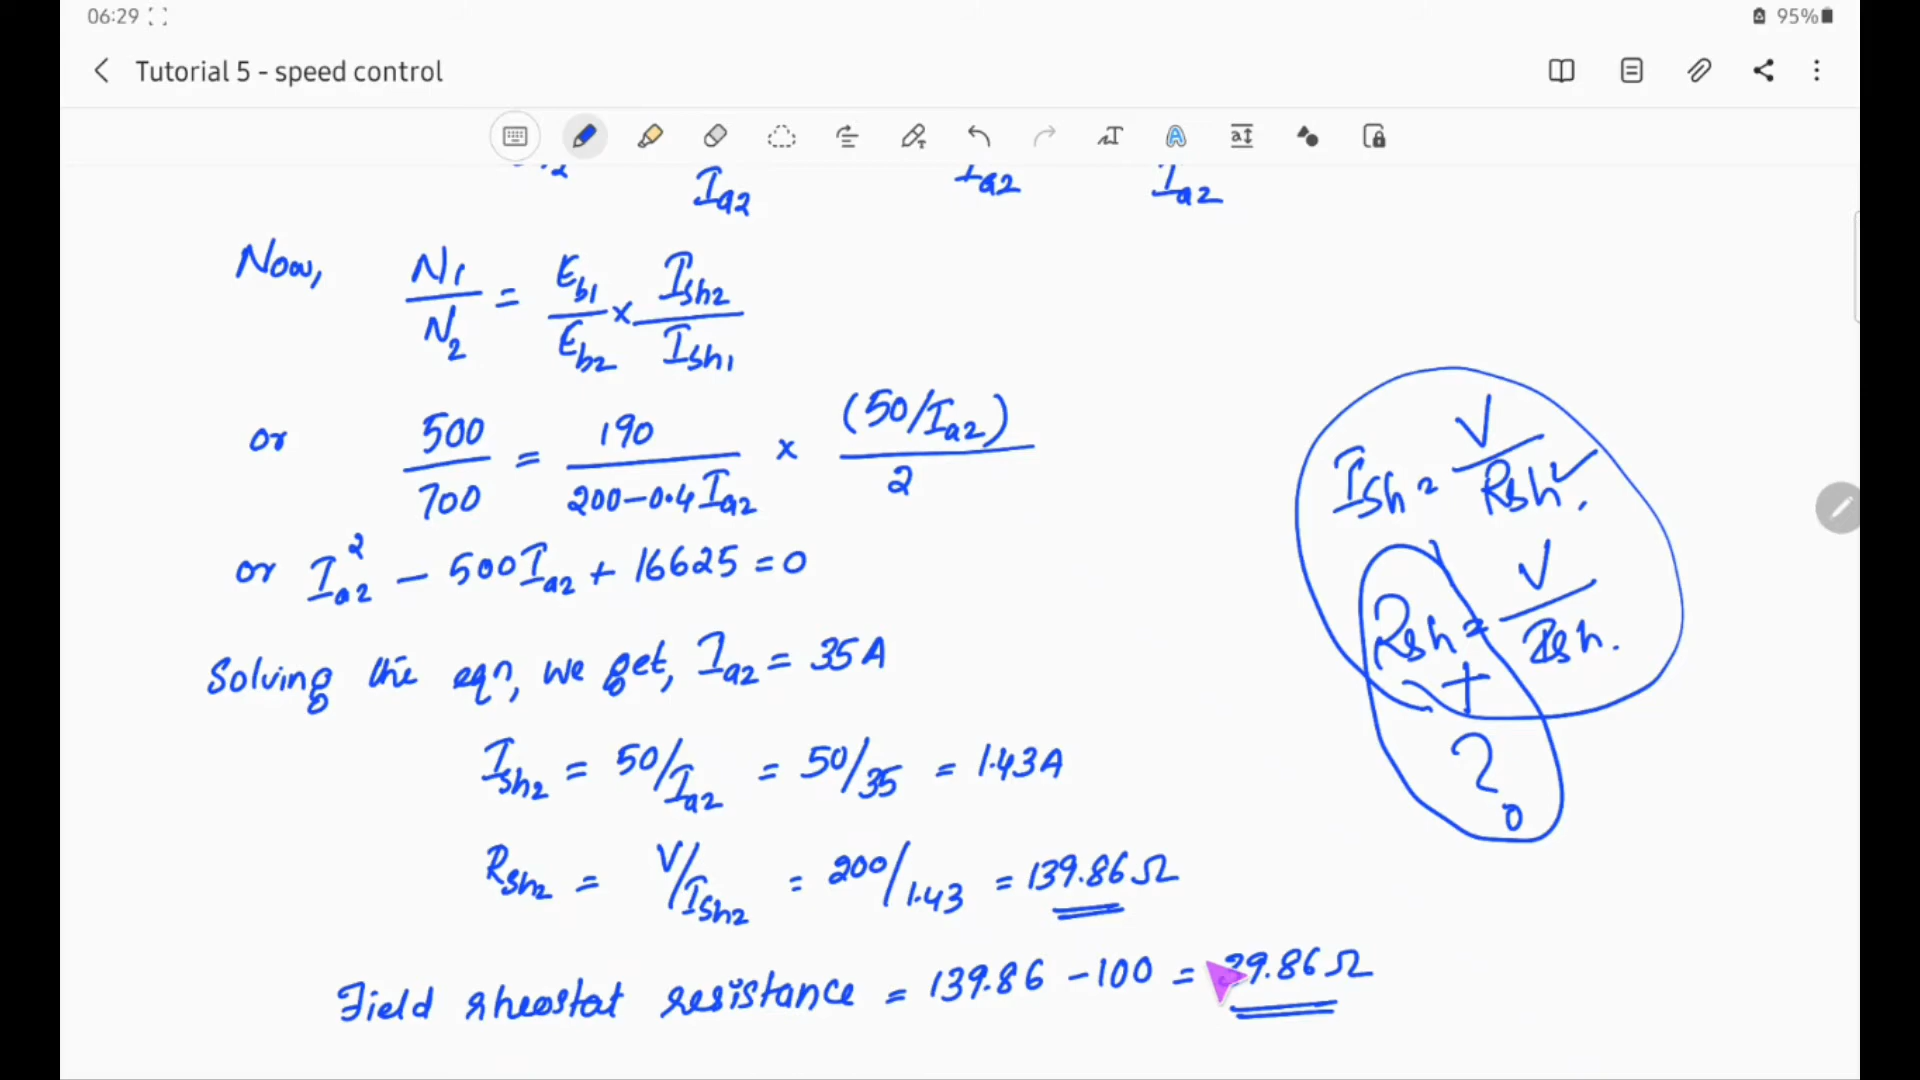 06:29 95%
Tutorial 5 - speed control
Ia2 Ia2 Ia2
Now, N1/N2 = Eb1/Eb2 × Ish2/Ish1
or 500/700 = 190/(200-0.4Ia2) × (50/Ia2)/2
or Ia2² - 500Ia2 + 16625 = 0
Solving the eqn, we get, Ia2 = 35A
Ish2 = 50/Ia2 = 50/35 = 1.43A
Rsh2 = V/Ish2 = 200/1.43 = 139.86Ω
Field rheostat resistance = 139.86 - 100 = 39.86Ω
Ish = V/Rsh.
Rsh = V/Ish.
+
?